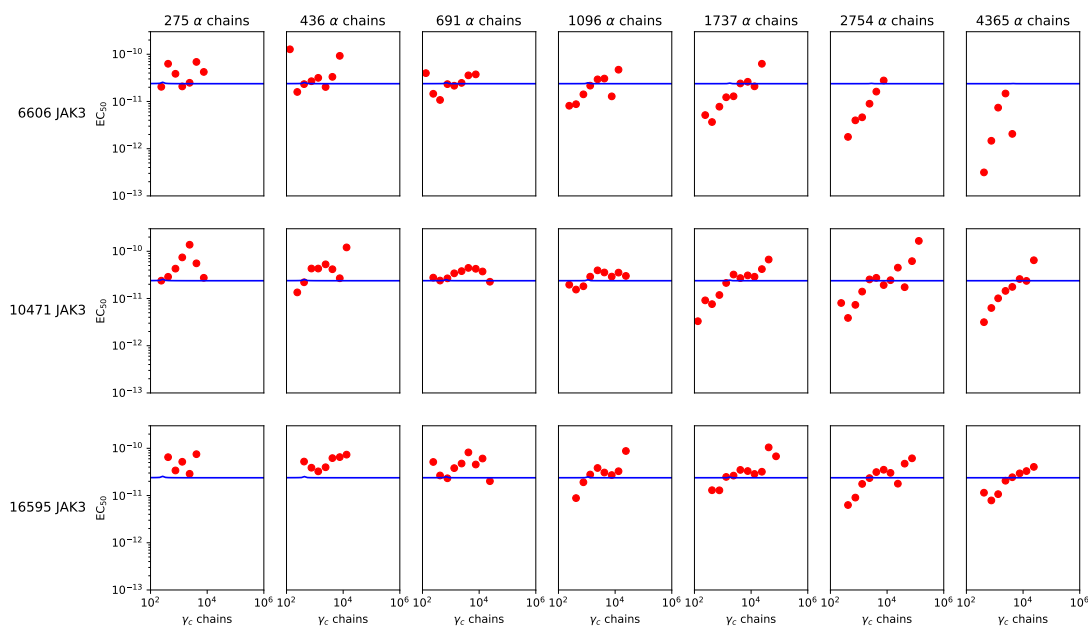 275 α chains 436 α chains 691 α chains 1096 α chains 1737 α chains 2754 α chains 4365 α chains
10⁻¹⁰
10⁻¹¹
10⁻¹²
10⁻¹³
EC₅₀
6606 JAK3
10⁻¹⁰
10⁻¹¹
10⁻¹²
10⁻¹³
EC₅₀
10471 JAK3
10⁻¹⁰
10⁻¹¹
10⁻¹²
10⁻¹³
EC₅₀
16595 JAK3
10² 10⁴ 10⁶ 10² 10⁴ 10⁶ 10² 10⁴ 10⁶ 10² 10⁴ 10⁶ 10² 10⁴ 10⁶ 10² 10⁴ 10⁶ 10² 10⁴ 10⁶
γc chains γc chains γc chains γc chains γc chains γc chains γc chains